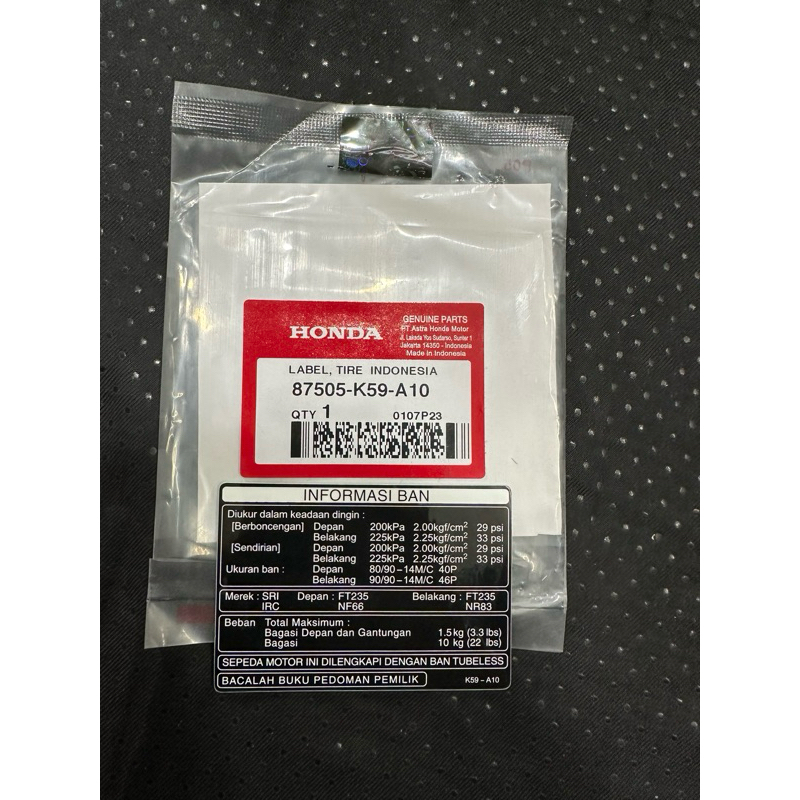 HONDA
GENUINE PARTS
PT Astra Honda Motor
Jl. Laksda Yos Sudarso, Sunter 1
Jakarta 14350 - Indonesia
Made in Indonesia
LABEL, TIRE INDONESIA
87505-K59-A10
QTY 1 0107P23
INFORMASI BAN
Diukur dalam keadaan dingin :
[Berboncengan] Depan 200kPa 2.00kgf/cm² 29 psi
Belakang 225kPa 2.25kgf/cm² 33 psi
[Sendirian] Depan 200kPa 2.00kgf/cm² 29 psi
Belakang 225kPa 2.25kgf/cm² 33 psi
Ukuran ban : Depan 80/90-14M/C 40P
Belakang 90/90-14M/C 46P
Merek : SRI Depan : FT235 Belakang : FT235
IRC NF66 NR83
Beban Total Maksimum :
Bagasi Depan dan Gantungan 1.5 kg (3.3 lbs)
Bagasi 10 kg (22 lbs)
SEPEDA MOTOR INI DILENGKAPI DENGAN BAN TUBELESS
BACALAH BUKU PEDOMAN PEMILIK K59-A10